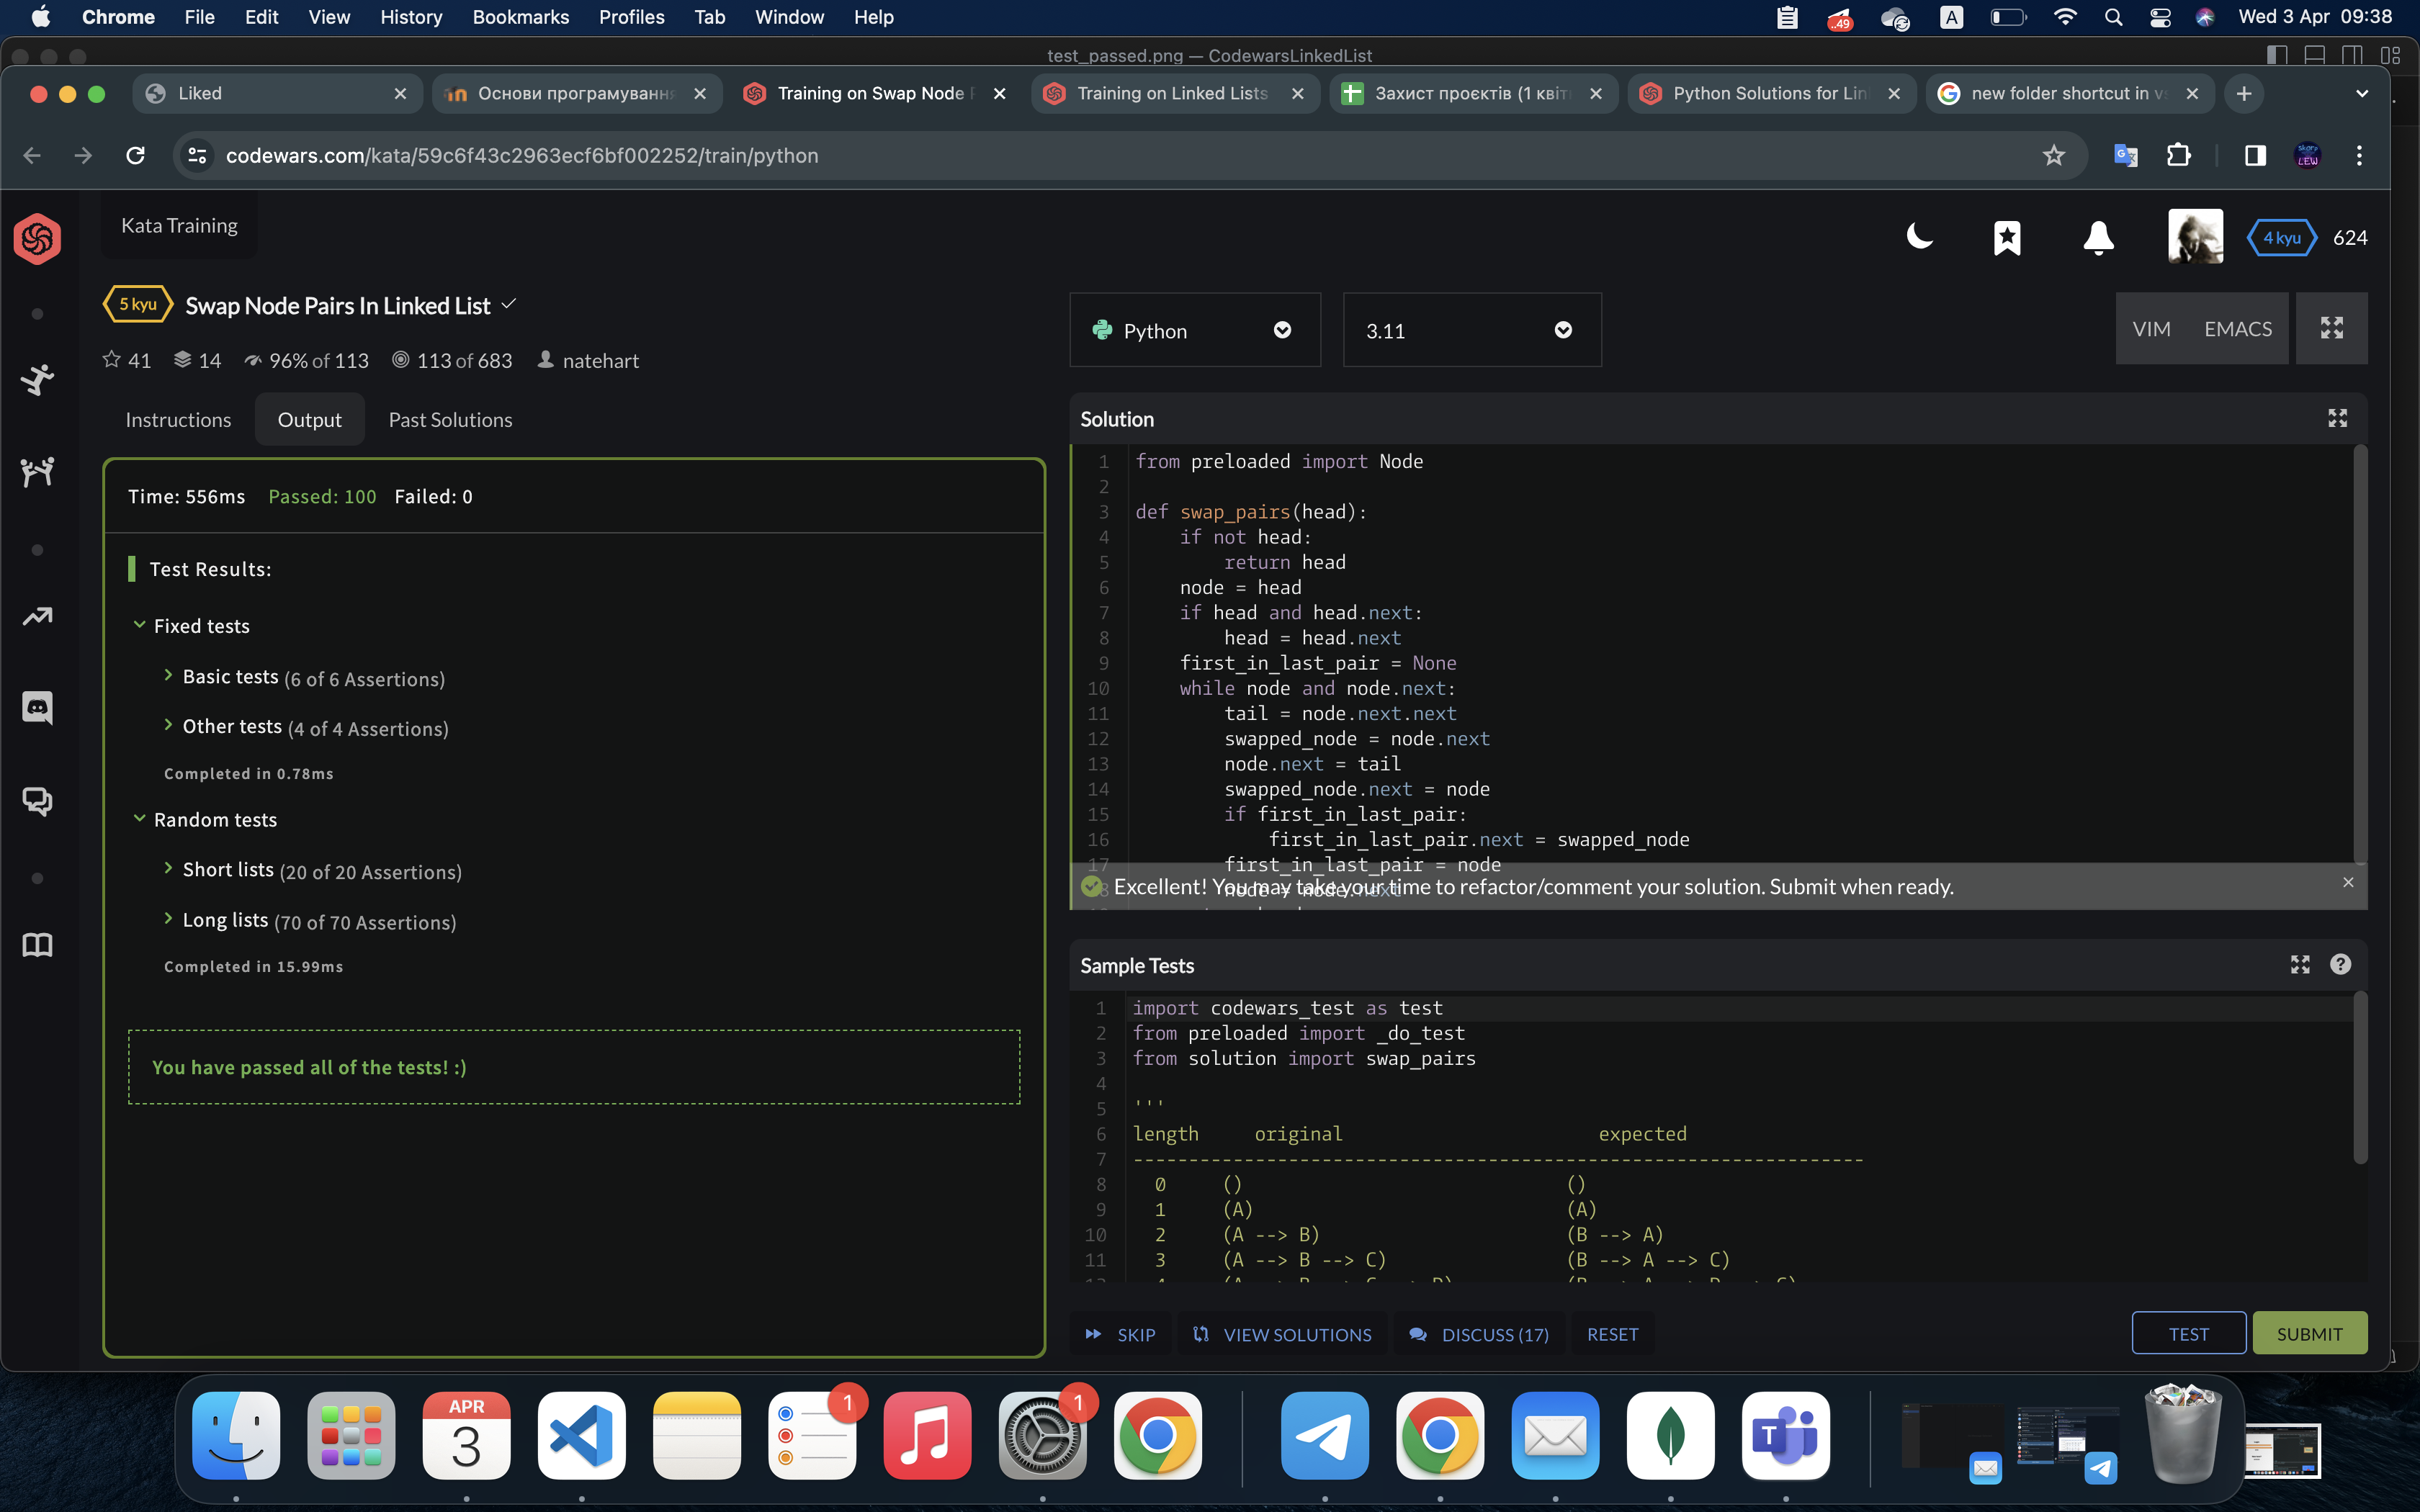 Chrome File Edit View History Bookmarks Profiles Tab Window Help
..49 A Wed 3 Apr 09:38
test_passed.png — CodewarsLinkedList
Liked
Основи програмування
Training on Swap Node P
Training on Linked Lists
Захист проєктів (1 квіт
Python Solutions for Lin
new folder shortcut in vs
codewars.com/kata/59c6f43c2963ecf6bf002252/train/python
Kata Training
4 kyu 624
5 kyu Swap Node Pairs In Linked List
41 14 96% of 113 113 of 683 natehart
Python
3.11
VIM EMACS
Instructions Output Past Solutions
Time: 556ms Passed: 100 Failed: 0
Test Results:
Fixed tests
Basic tests (6 of 6 Assertions)
Other tests (4 of 4 Assertions)
Completed in 0.78ms
Random tests
Short lists (20 of 20 Assertions)
Long lists (70 of 70 Assertions)
Completed in 15.99ms
You have passed all of the tests! :)
Solution
1 from preloaded import Node
2
3 def swap_pairs(head):
4 if not head:
5 return head
6 node = head
7 if head and head.next:
8 head = head.next
9 first_in_last_pair = None
10 while node and node.next:
11 tail = node.next.next
12 swapped_node = node.next
13 node.next = tail
14 swapped_node.next = node
15 if first_in_last_pair:
16 first_in_last_pair.next = swapped_node
17 first_in_last_pair = node
18 node = node.next
Excellent! You may take your time to refactor/comment your solution. Submit when ready.
Sample Tests
1 import codewars_test as test
2 from preloaded import _do_test
3 from solution import swap_pairs
4
5 '''
6 length original expected
7 ------------------------------------------------------------------
8 0 () ()
9 1 (A) (A)
10 2 (A --> B) (B --> A)
11 3 (A --> B --> C) (B --> A --> C)
SKIP VIEW SOLUTIONS DISCUSS (17) RESET TEST SUBMIT
APR
3
1
1
T